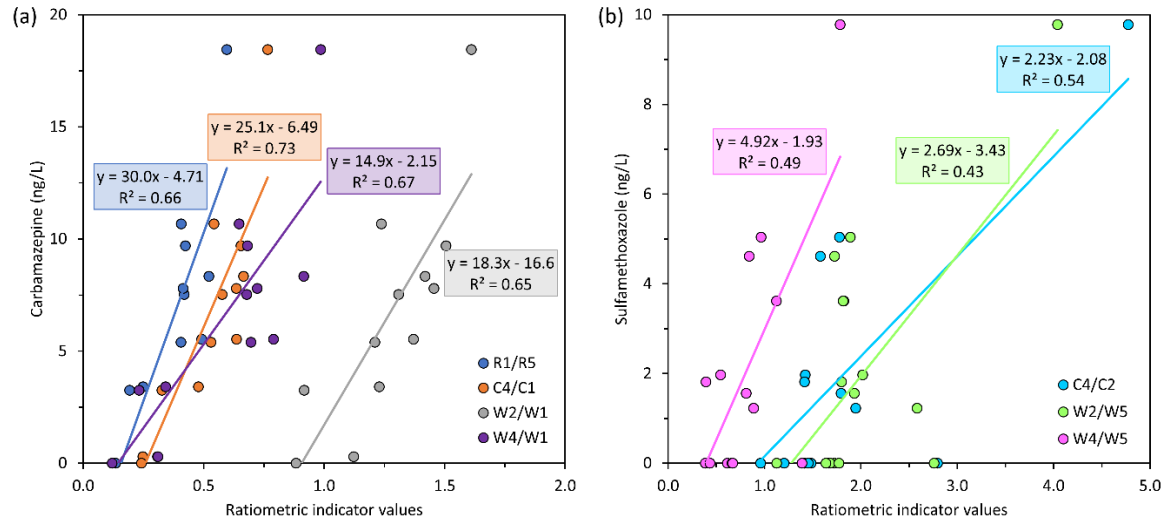 (a)
20
15
10
5
0
Carbamazepine (ng/L)
y = 30.0x - 4.71
R² = 0.66
y = 25.1x - 6.49
R² = 0.73
y = 14.9x - 2.15
R² = 0.67
y = 18.3x - 16.6
R² = 0.65
R1/R5
C4/C1
W2/W1
W4/W1
0.0 0.5 1.0 1.5 2.0
Ratiometric indicator values
(b)
10
8
6
4
2
0
Sulfamethoxazole (ng/L)
y = 4.92x - 1.93
R² = 0.49
y = 2.23x - 2.08
R² = 0.54
y = 2.69x - 3.43
R² = 0.43
C4/C2
W2/W5
W4/W5
0.0 1.0 2.0 3.0 4.0 5.0
Ratiometric indicator values